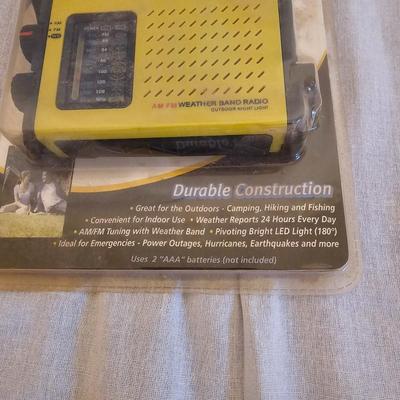 POWER
AM FM WEATHER BAND RADIO
OUTDOOR NIGHT LIGHT
Durable
Durable Construction
• Great for the Outdoors - Camping, Hiking and Fishing
• Convenient for Indoor Use • Weather Reports 24 Hours Every Day
• AM/FM Tuning with Weather Band • Pivoting Bright LED Light (180°)
• Ideal for Emergencies - Power Outages, Hurricanes, Earthquakes and more
Uses 2 "AAA" batteries (not included)